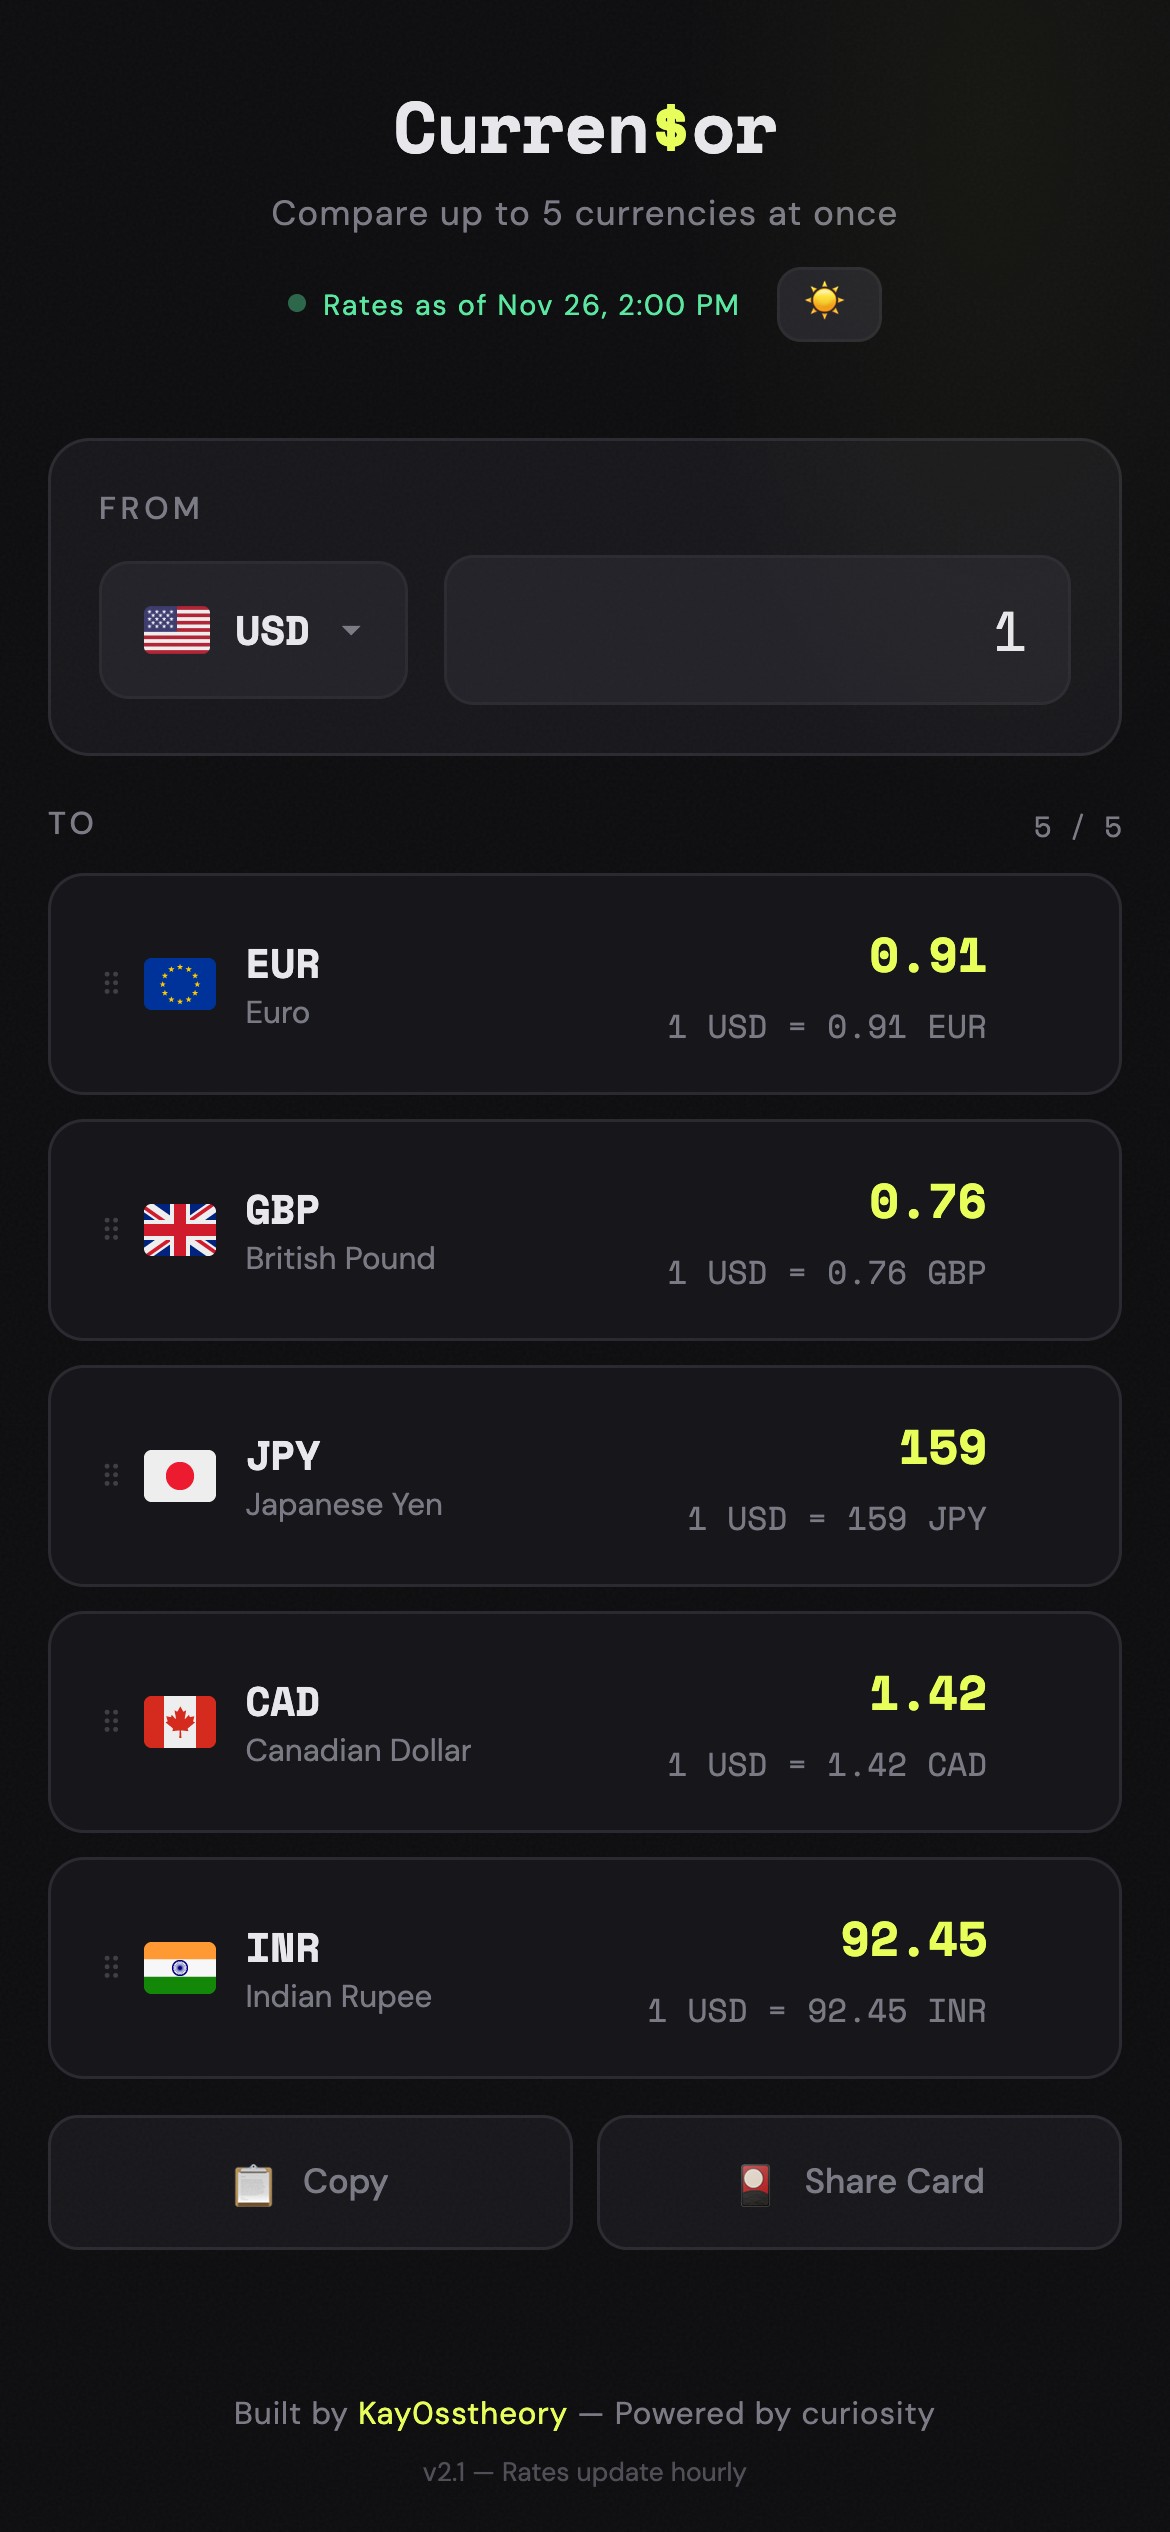 Curren$or
Compare up to 5 currencies at once
Rates as of Nov 26, 2:00 PM
FROM
USD
1
TO
5 / 5
EUR
Euro
0.91
1 USD = 0.91 EUR
GBP
British Pound
0.76
1 USD = 0.76 GBP
JPY
Japanese Yen
159
1 USD = 159 JPY
CAD
Canadian Dollar
1.42
1 USD = 1.42 CAD
INR
Indian Rupee
92.45
1 USD = 92.45 INR
Copy
Share Card
Built by Kay0sstheory — Powered by curiosity
v2.1 — Rates update hourly